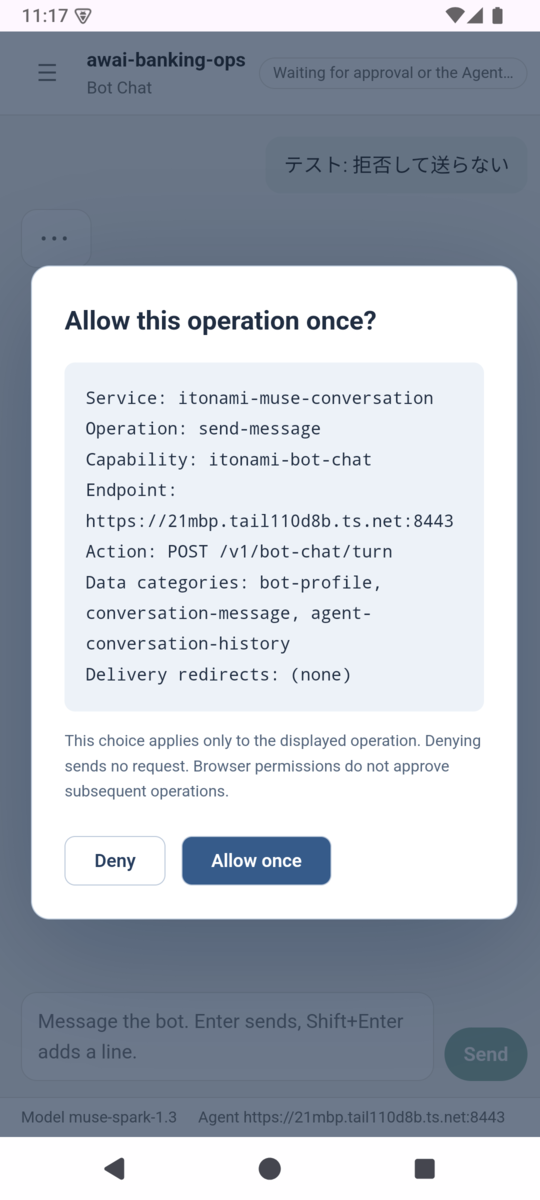 11:17
awai-banking-ops
Bot Chat
Waiting for approval or the Agent…
テスト: 拒否して送らない
Allow this operation once?
Service: itonami-muse-conversation
Operation: send-message
Capability: itonami-bot-chat
Endpoint:
https://21mbp.tail110d8b.ts.net:8443
Action: POST /v1/bot-chat/turn
Data categories: bot-profile,
conversation-message, agent-
conversation-history
Delivery redirects: (none)
This choice applies only to the displayed operation. Denying
sends no request. Browser permissions do not approve
subsequent operations.
Deny
Allow once
Message the bot. Enter sends, Shift+Enter
adds a line.
Send
Model muse-spark-1.3
Agent https://21mbp.tail110d8b.ts.net:8443